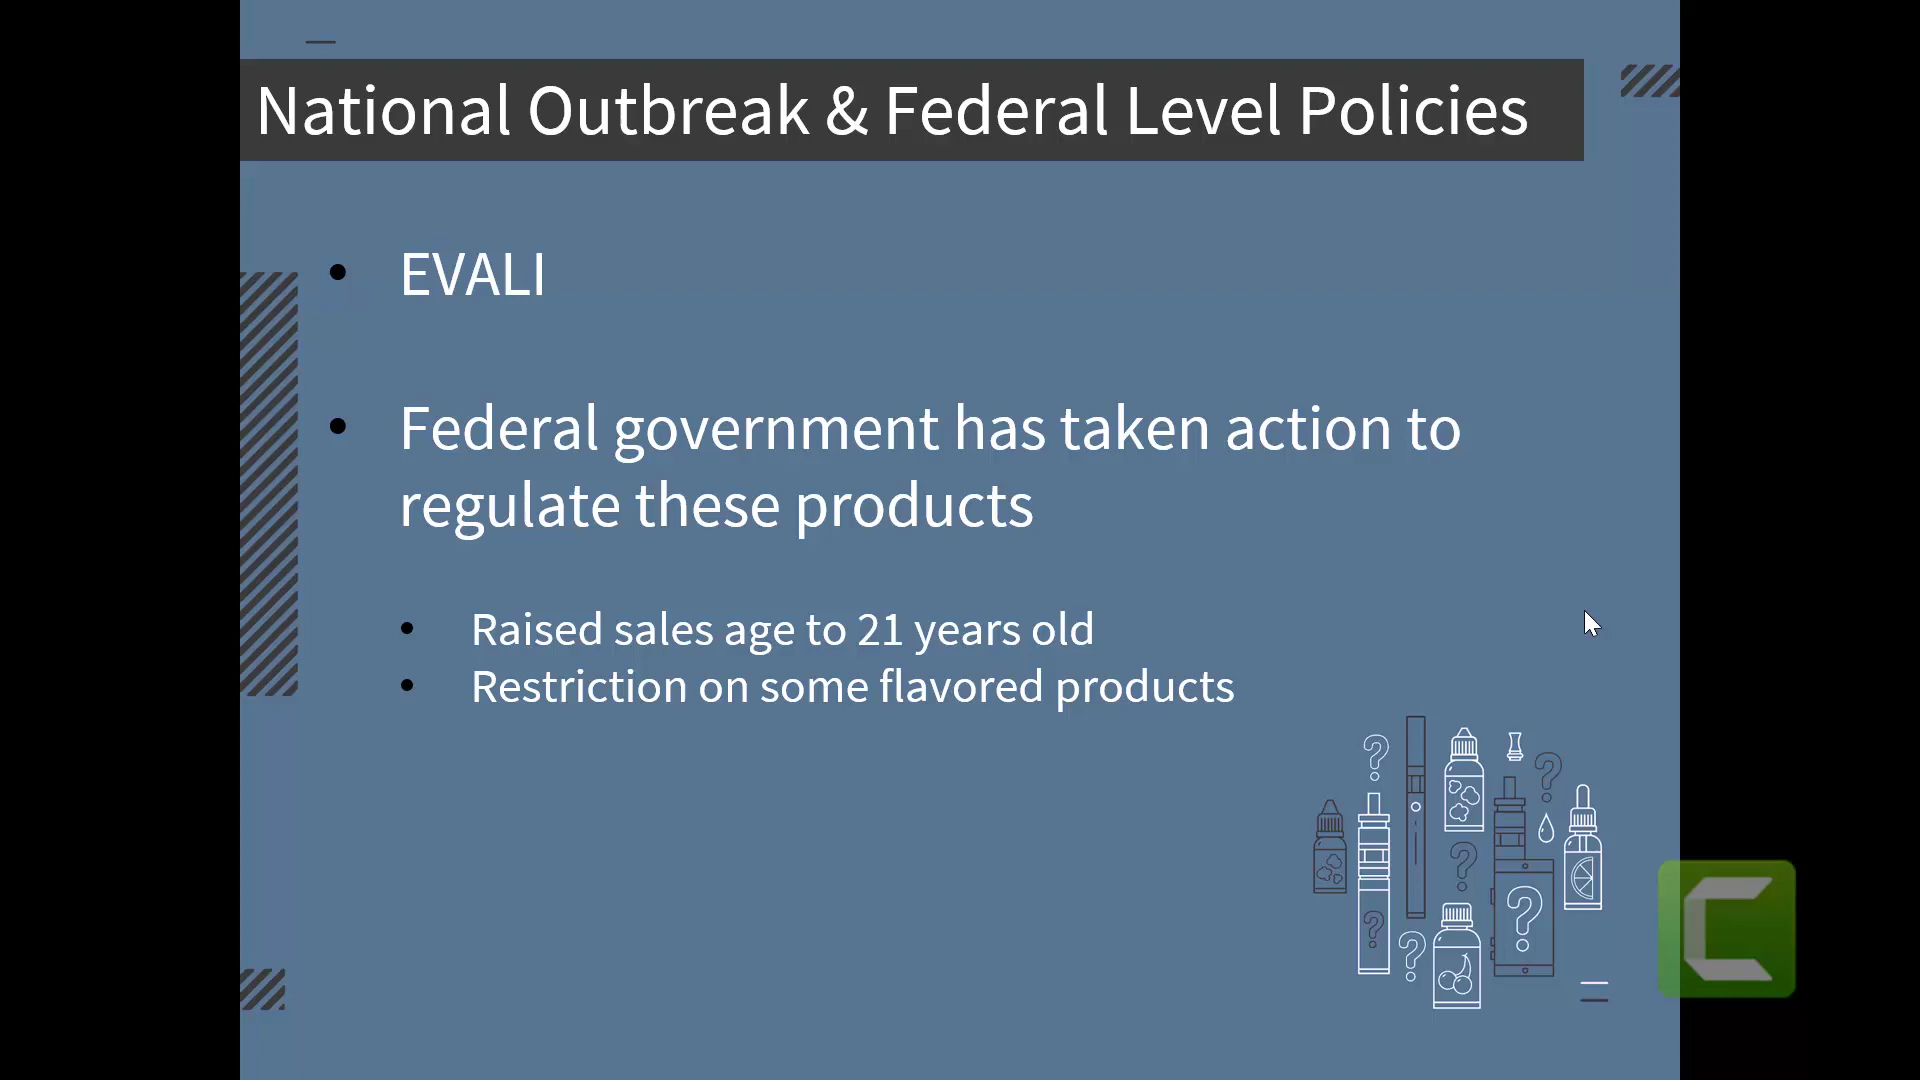 National Outbreak & Federal Level Policies
• EVALI
• Federal government has taken action to
regulate these products
• Raised sales age to 21 years old
• Restriction on some flavored products